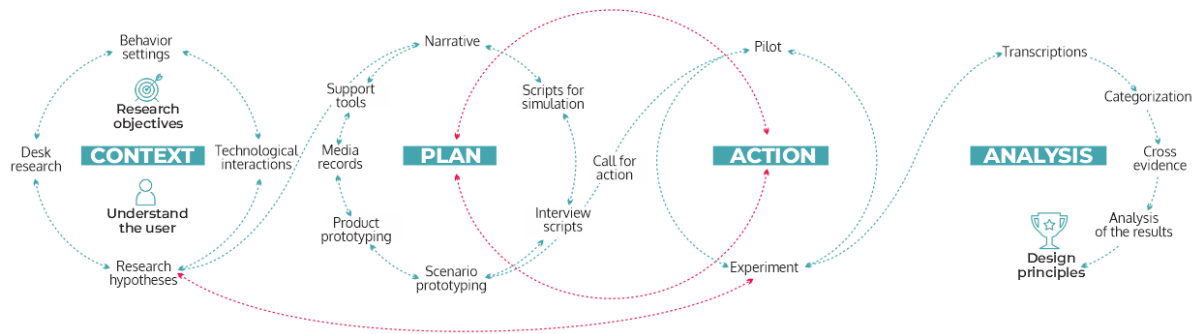 Behavior
settings
Research
objectives
Desk
research
CONTEXT
Technological
interactions
Understand
the user
Research
hypotheses
Narrative
Support
tools
Scripts for
simulation
Media
records
PLAN
Product
prototyping
Interview
scripts
Scenario
prototyping
Call for
action
Pilot
ACTION
Experiment
Transcriptions
Categorization
ANALYSIS
Cross
evidence
Analysis
of the results
Design
principles